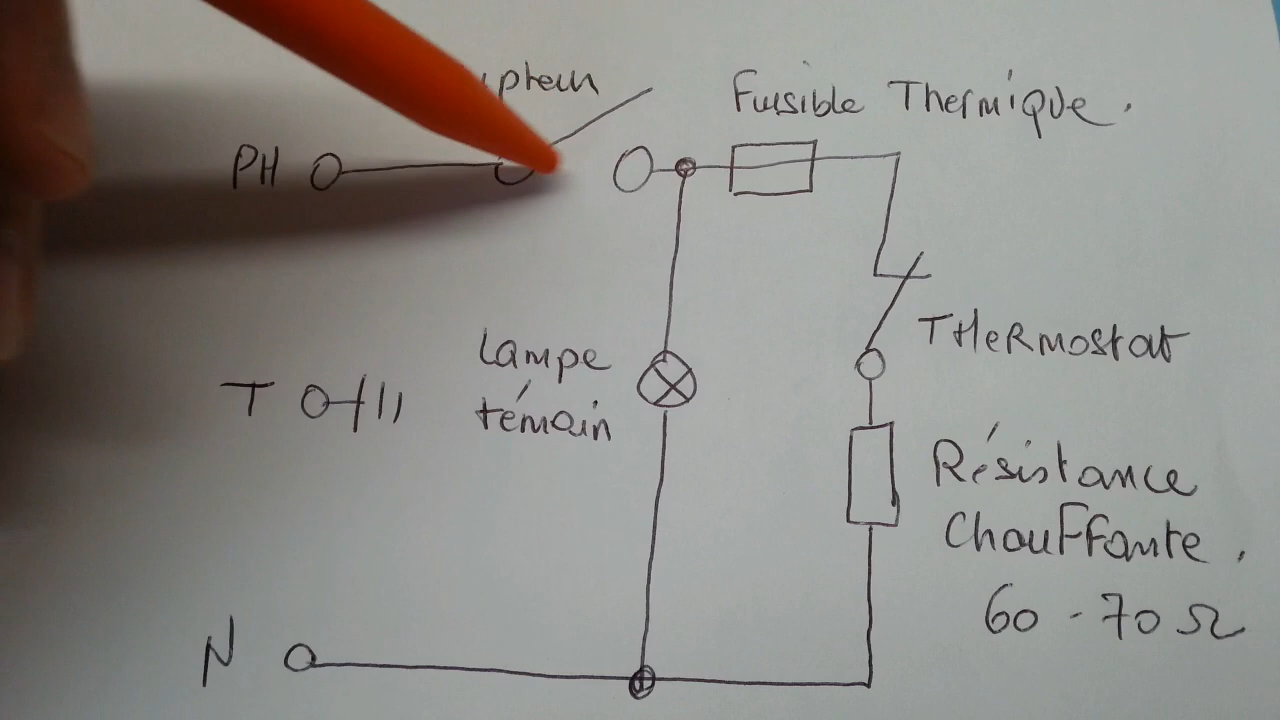 Fusible Thermique.
PH
THeRmostat
Lampe
témoin
T
Résistance
Chauffante.
60-70 Ω
N